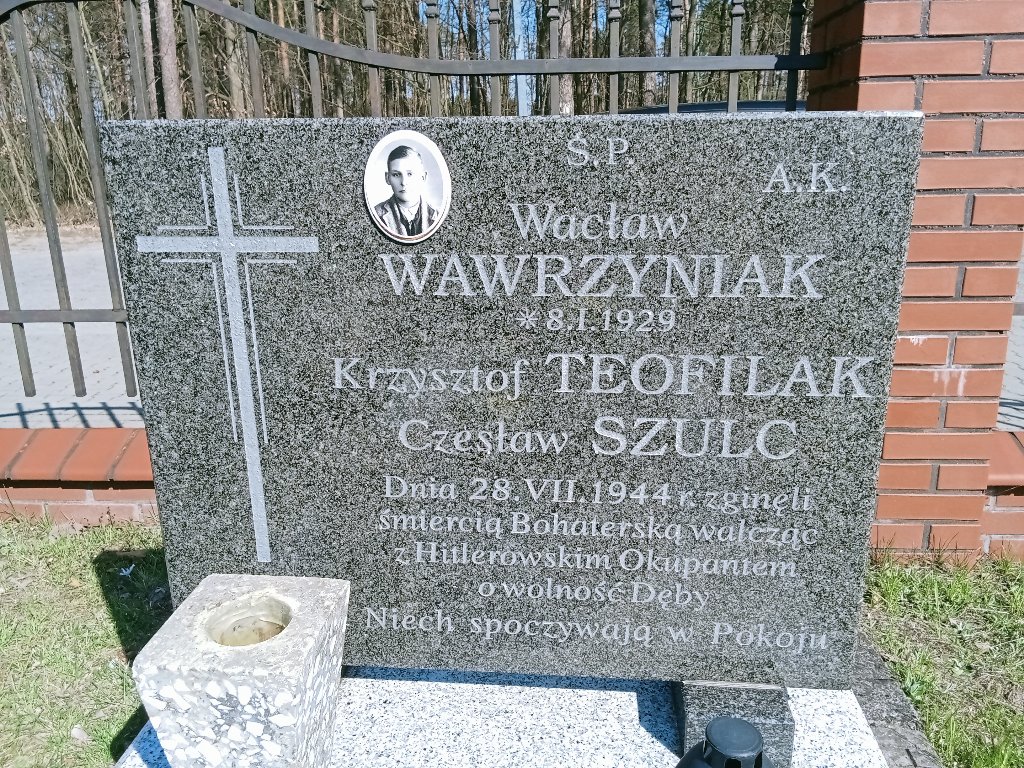 Ś.P.
A.K.
Wacław
WAWRZYNIAK
* 8.I.1929
Krzysztof TEOFILAK
Czesław SZULC
Dnia 28.VII.1944 r. zginęli
śmiercią Bohaterską walcząc
z Hitlerowskim Okupantem
o wolność Dęby
Niech spoczywają w Pokoju